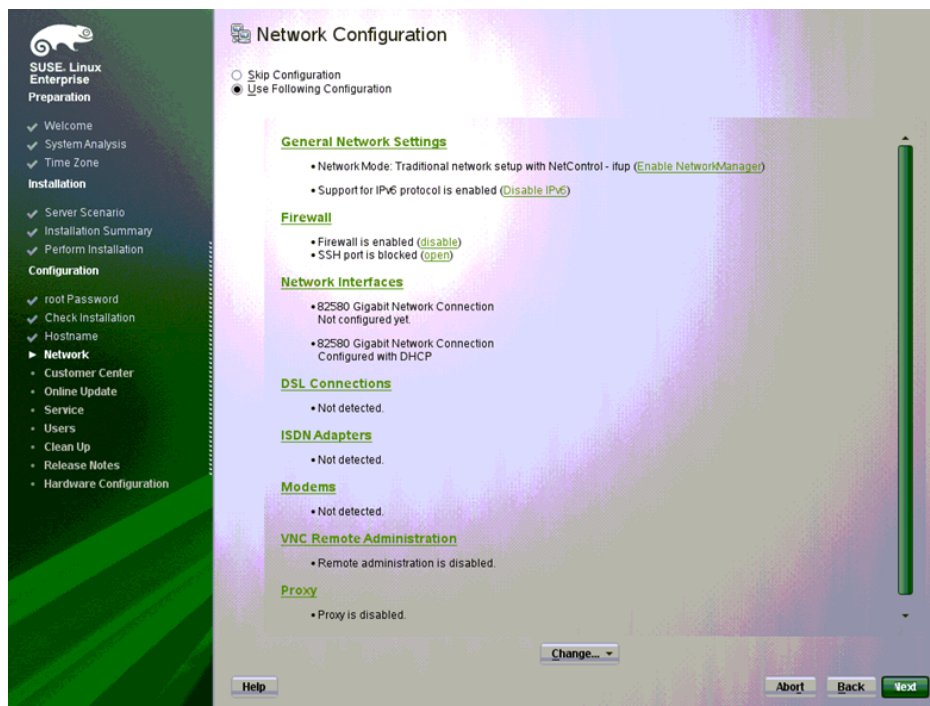 SUSE. Linux
Enterprise
Preparation
Welcome
System Analysis
Time Zone
Installation
Server Scenario
Installation Summary
Perform Installation
Configuration
root Password
Check Installation
Hostname
Network
Customer Center
Online Update
Service
Users
Clean Up
Release Notes
Hardware Configuration
Network Configuration
Skip Configuration
Use Following Configuration
General Network Settings
• Network Mode: Traditional network setup with NetControl - ifup (Enable NetworkManager)
• Support for IPv6 protocol is enabled (Disable IPv6)
Firewall
• Firewall is enabled (disable)
• SSH port is blocked (open)
Network Interfaces
• 82580 Gigabit Network Connection
Not configured yet.
• 82580 Gigabit Network Connection
Configured with DHCP
DSL Connections
• Not detected.
ISDN Adapters
• Not detected.
Modems
• Not detected.
VNC Remote Administration
• Remote administration is disabled.
Proxy
• Proxy is disabled.
Change...
Help
Abort
Back
Next